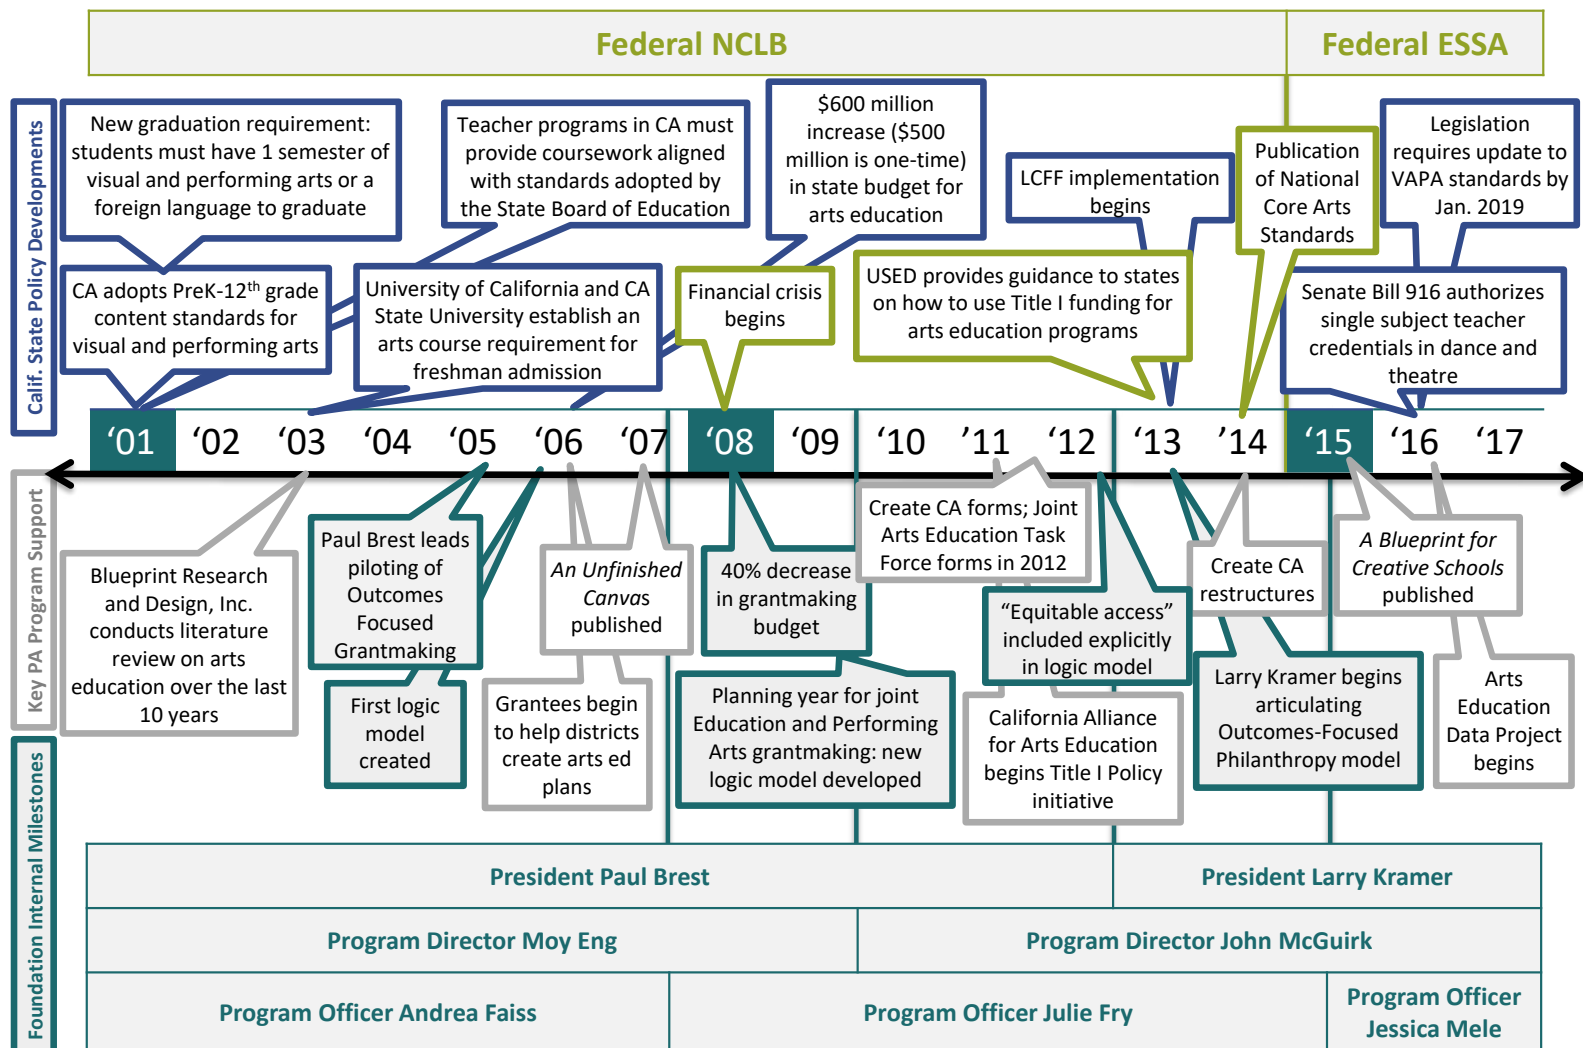 Federal NCLB
Federal ESSA
Calif. State Policy Developments
New graduation requirement:
students must have 1 semester of
visual and performing arts or a
foreign language to graduate
Teacher programs in CA must
provide coursework aligned
with standards adopted by
the State Board of Education
$600 million
increase ($500
million is one-time)
in state budget for
arts education
LCFF implementation
begins
Publication
of National
Core Arts
Standards
Legislation
requires update to
VAPA standards by
Jan. 2019
CA adopts PreK-12th grade
content standards for
visual and performing arts
University of California and CA
State University establish an
arts course requirement for
freshman admission
Financial crisis
begins
USED provides guidance to states
on how to use Title I funding for
arts education programs
Senate Bill 916 authorizes
single subject teacher
credentials in dance and
theatre
‘01 ‘02 ‘03 ‘04 ‘05 ‘06 ‘07 ‘08 ‘09 ‘10 ’11 ‘12 ‘13 ’14 ‘15 ‘16 ‘17
Key PA Program Support
Blueprint Research
and Design, Inc.
conducts literature
review on arts
education over the last
10 years
Paul Brest leads
piloting of
Outcomes
Focused
Grantmaking
First logic
model
created
An Unfinished
Canvas
published
Grantees begin
to help districts
create arts ed
plans
40% decrease
in grantmaking
budget
Planning year for joint
Education and Performing
Arts grantmaking: new
logic model developed
Create CA forms; Joint
Arts Education Task
Force forms in 2012
“Equitable access”
included explicitly
in logic model
California Alliance
for Arts Education
begins Title I Policy
initiative
Create CA
restructures
Larry Kramer begins
articulating
Outcomes-Focused
Philanthropy model
A Blueprint for
Creative Schools
published
Arts
Education
Data Project
begins
Foundation Internal Milestones
President Paul Brest
President Larry Kramer
Program Director Moy Eng
Program Director John McGuirk
Program Officer Andrea Faiss
Program Officer Julie Fry
Program Officer
Jessica Mele